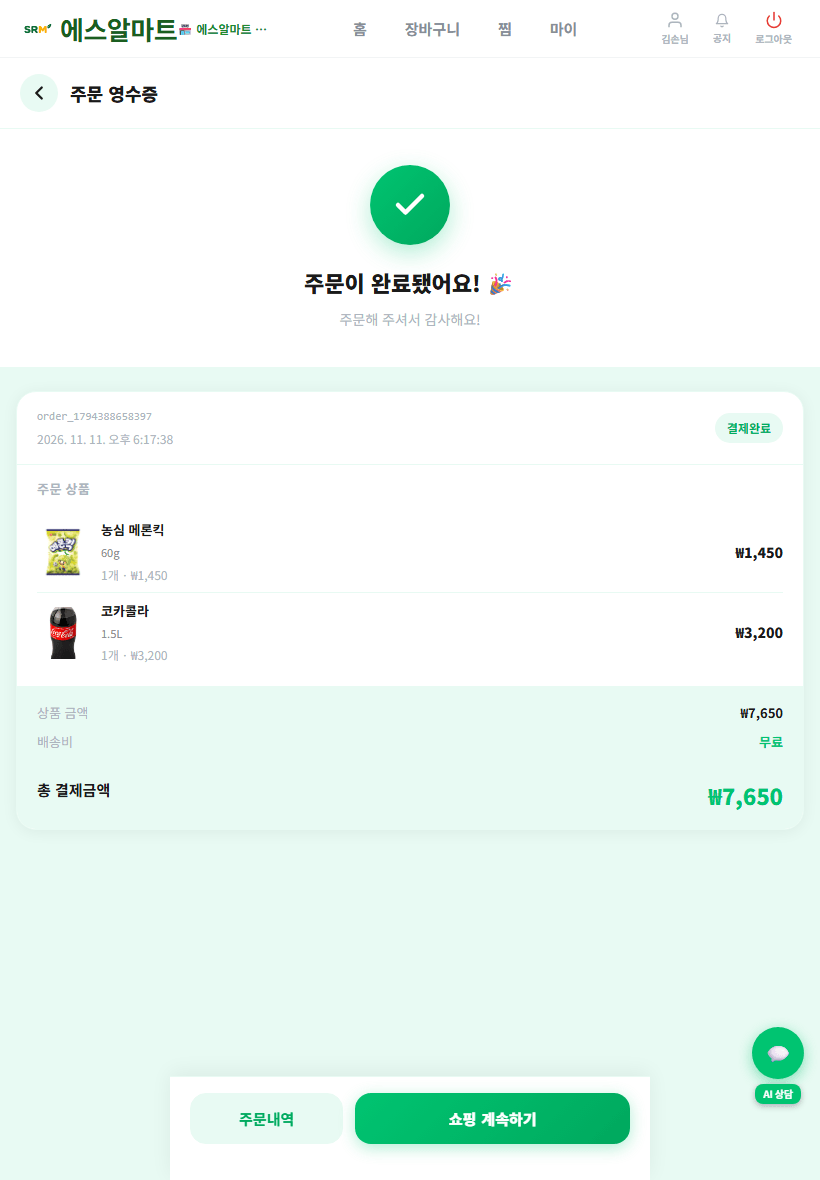 SRM 에스알마트 에스알마트 ···
홈 장바구니 찜 마이
김손님 공지 로그아웃
주문 영수증
주문이 완료됐어요!
주문해 주셔서 감사해요!
order_1794388658397
2026. 11. 11. 오후 6:17:38
결제완료
주문 상품
농심 메론킥
60g
1개 · ₩1,450
₩1,450
코카콜라
1.5L
1개 · ₩3,200
₩3,200
상품 금액 ₩7,650
배송비 무료
총 결제금액 ₩7,650
AI 상담
주문내역 쇼핑 계속하기